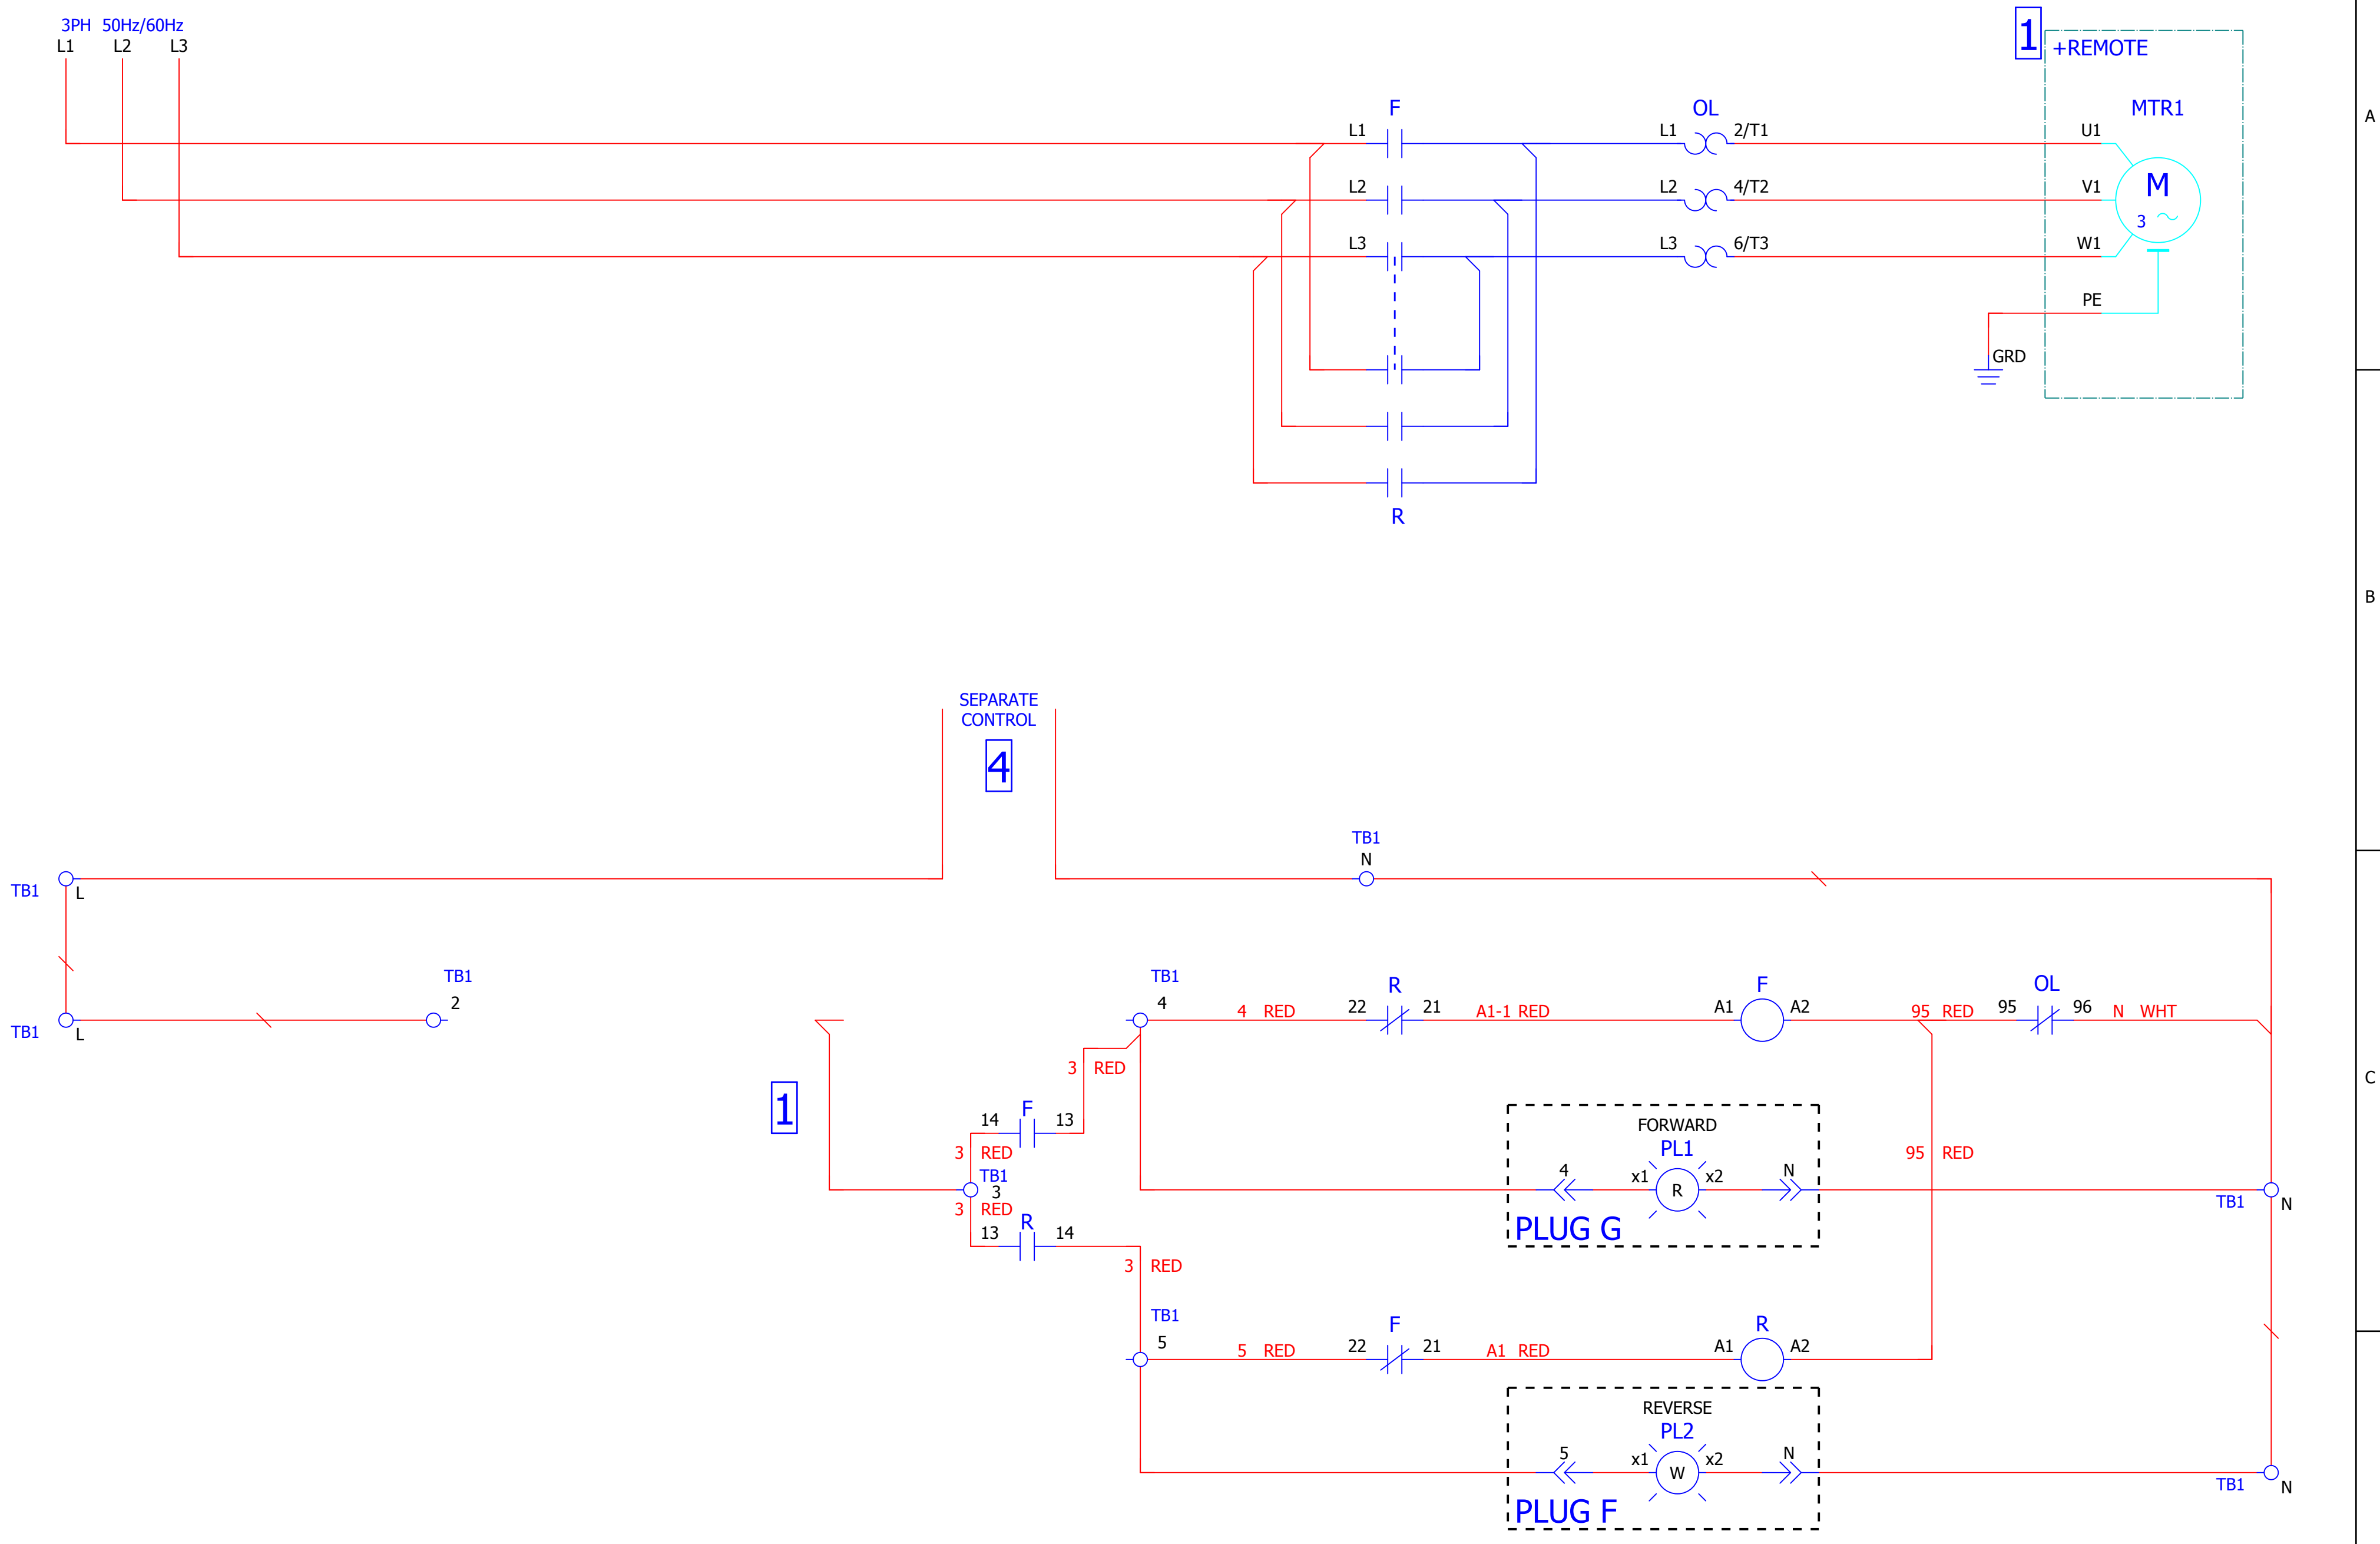 3PH 50Hz/60Hz
L1 L2 L3
1
+REMOTE
A
F OL MTR1
L1 L1 2/T1 U1
L2 L2 4/T2 V1
M
3
L3 L3 6/T3 W1
PE
GRD
R
B
SEPARATE
CONTROL
4
TB1
N
TB1 L
TB1
2
TB1 L
TB1
4
4 RED
R
22 21
A1-1 RED
F
A1 A2
95 RED
OL
95 96
N WHT
3 RED
C
1
F
14 13
3 RED
TB1
3
3 RED
R
13 14
3 RED
FORWARD
PL1
4 x1 R x2 N
PLUG G
95 RED
TB1 N
TB1
5
5 RED
F
22 21
A1 RED
R
A1 A2
REVERSE
PL2
5 x1 W x2 N
PLUG F
TB1 N